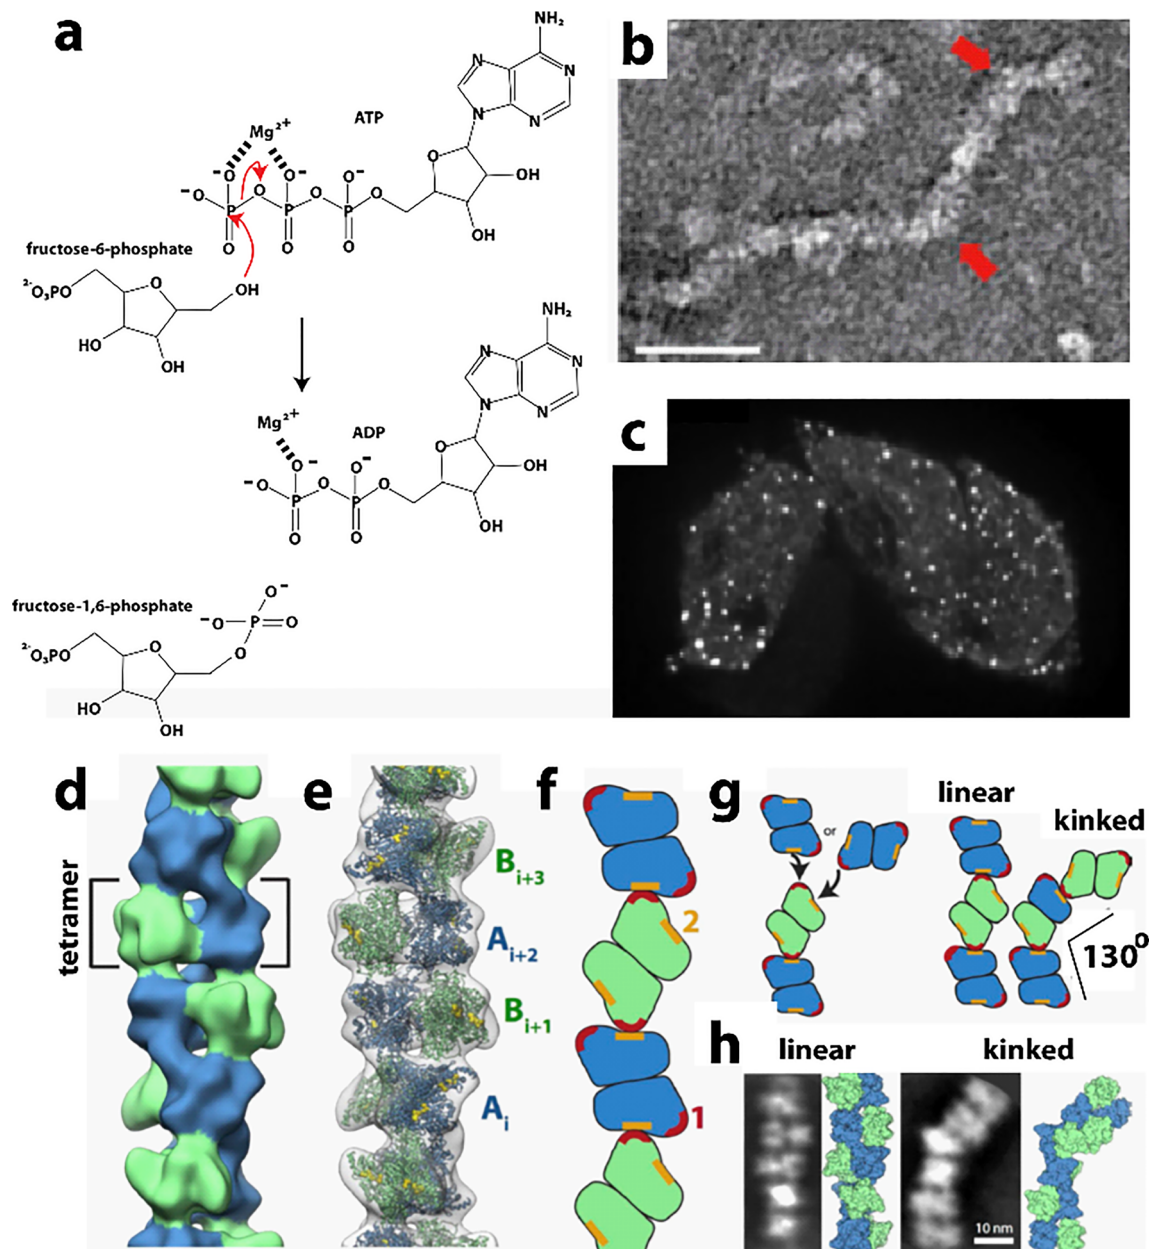 a
NH₂
N
N
N
N
ATP
Mg²⁺
O
OH
OH
⁻O
O⁻
O⁻
⁻O
O
O
O
P
P
P
O
O
O
fructose-6-phosphate
²⁻O₃PO
O
OH
HO
OH
NH₂
N
N
N
N
Mg²⁺
ADP
O
OH
OH
O⁻
O⁻
⁻O
O
O
P
P
O
O
fructose-1,6-phosphate
O⁻
⁻O
P
O
²⁻O₃PO
O
O
HO
OH
b
c
d
tetramer
e
Bᵢ₊₃
Aᵢ₊₂
Bᵢ₊₁
Aᵢ
f
2
1
g
or
linear
kinked
130°
h
linear
kinked
10 nm